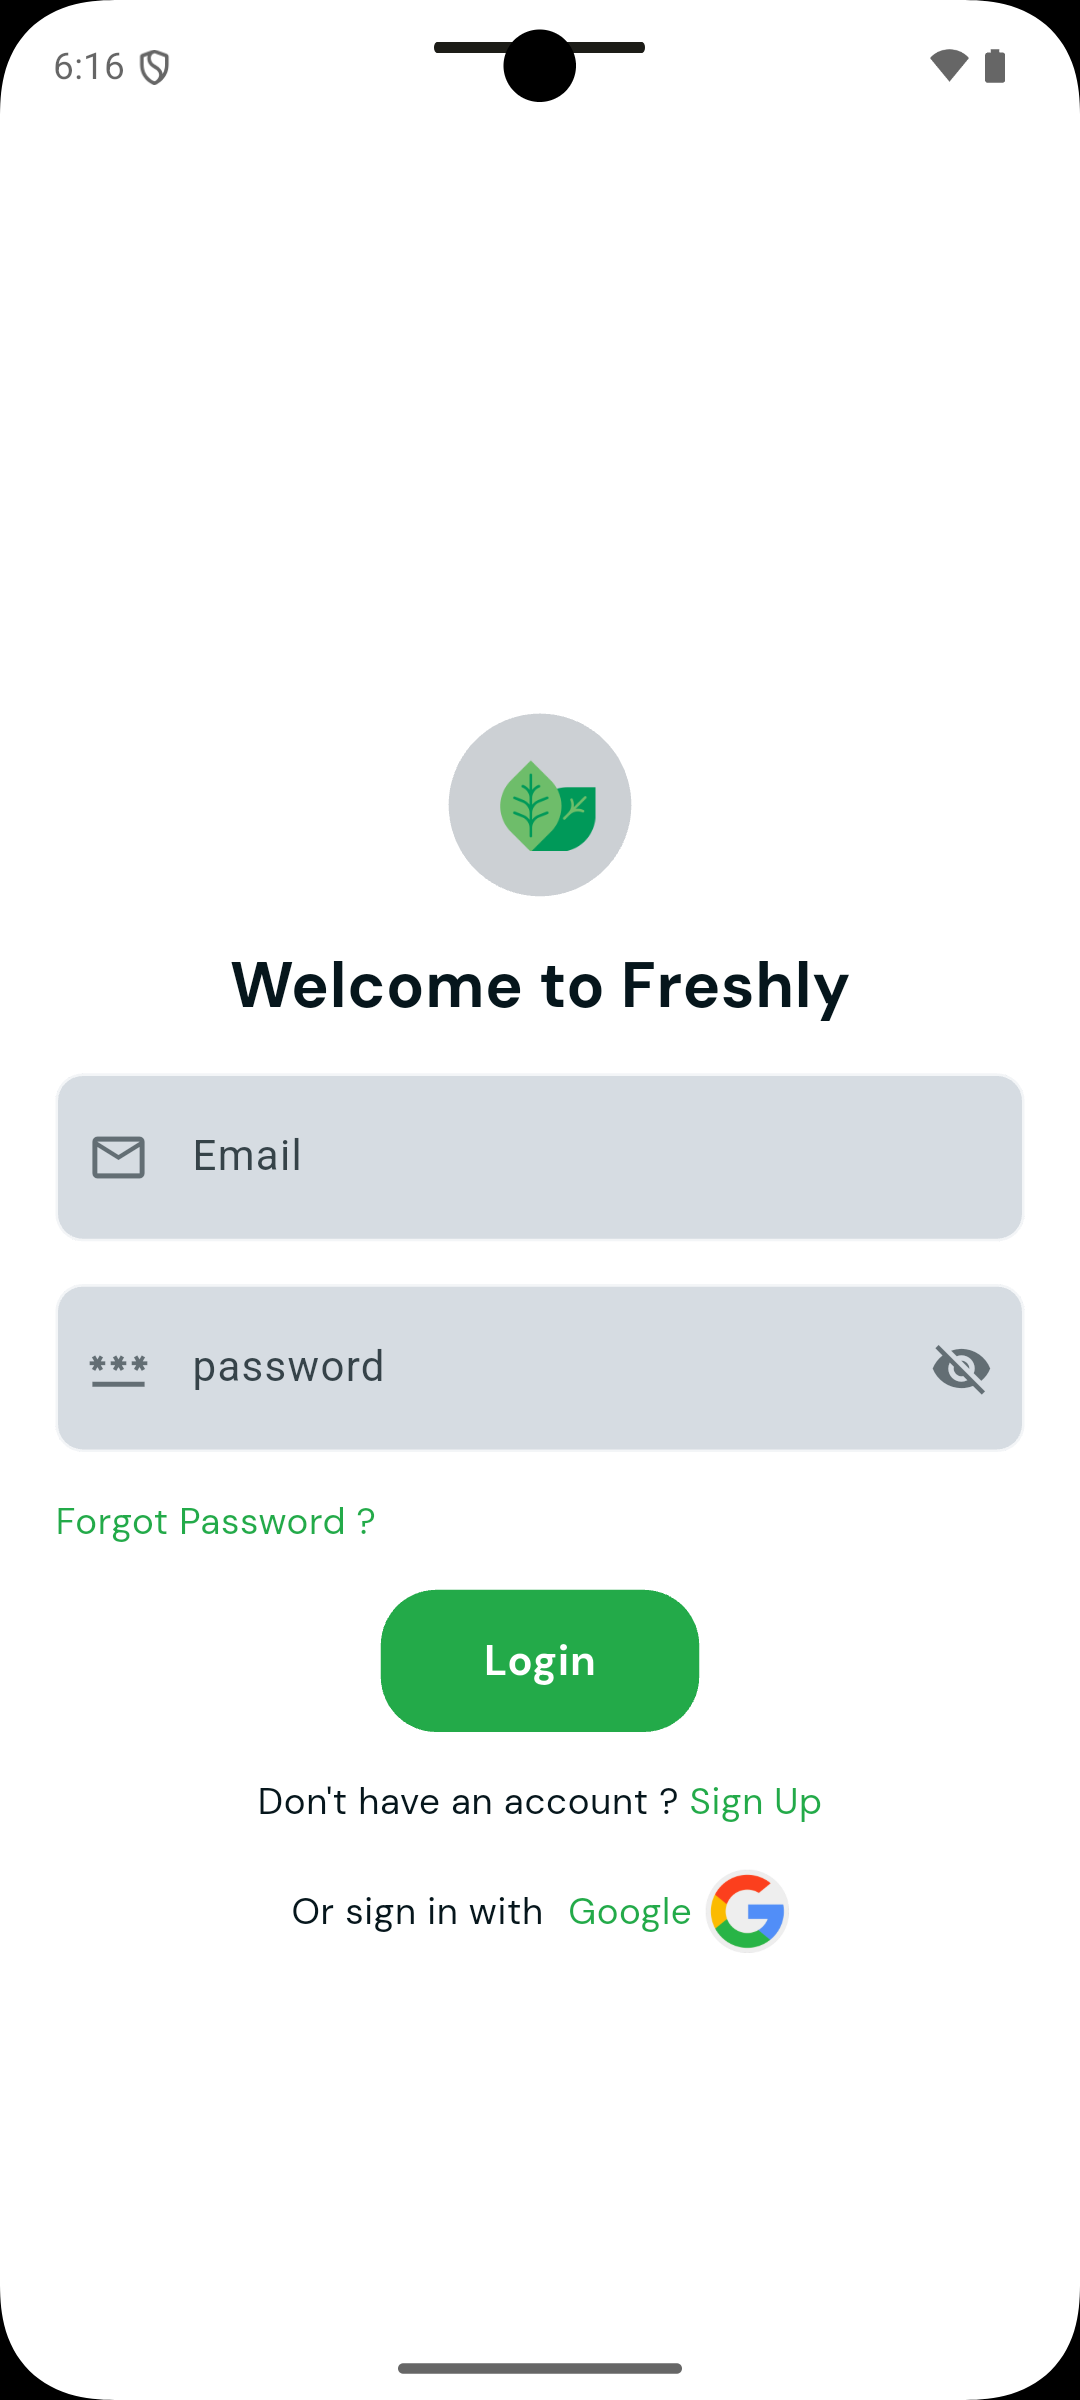 6:16
Welcome to Freshly
Email
password
Forgot Password ?
Login
Don't have an account ? Sign Up
Or sign in with Google